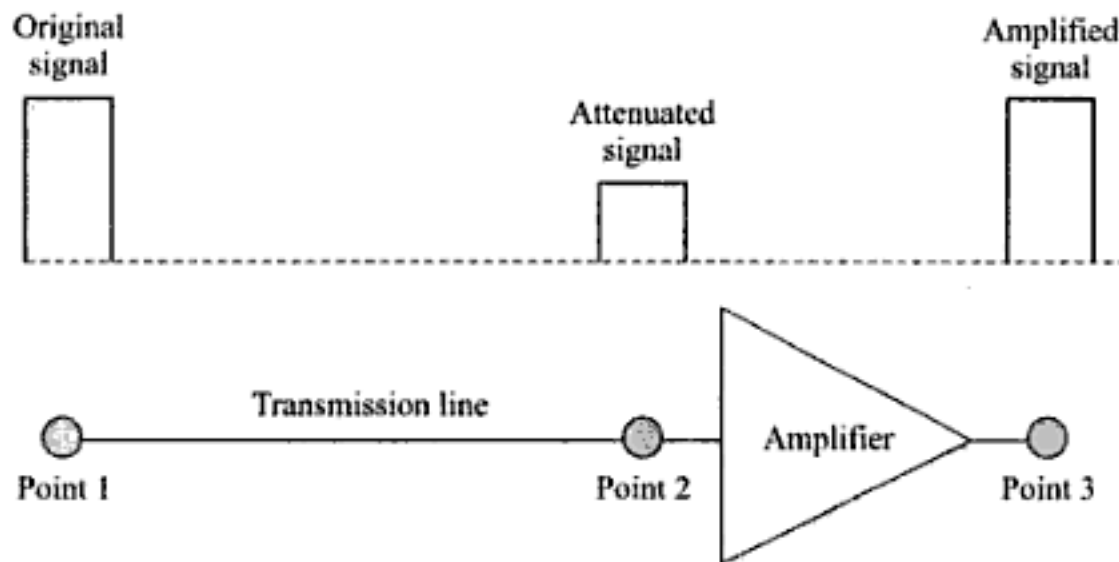 Original
signal
Attenuated
signal
Amplified
signal
Transmission line
Amplifier
Point 1
Point 2
Point 3